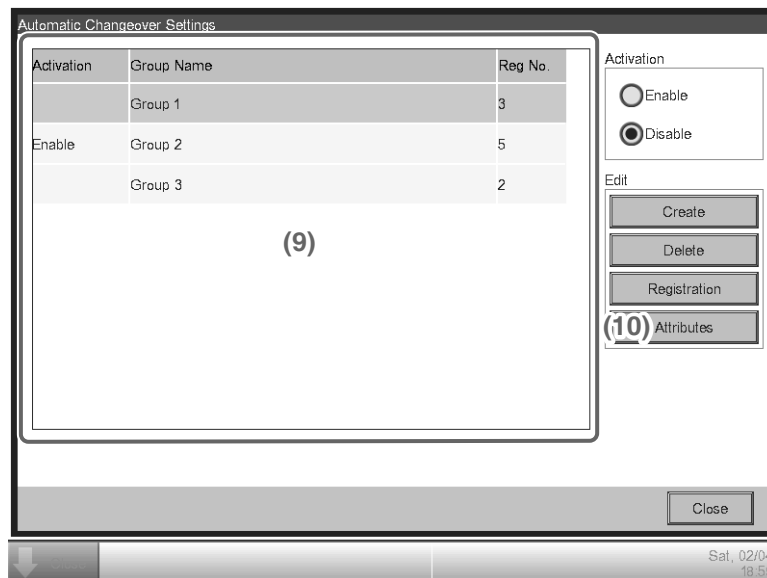 Automatic Changeover Settings
Activation Group Name Reg No.
Group 1 3
Enable Group 2 5
Group 3 2
(9)
Activation
Enable
Disable
Edit
Create
Delete
Registration
(10) Attributes
Close
Sat, 02/0
18:5